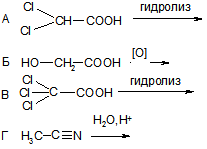 Cl
А CH—COOH гидролиз
Cl
Б HO—CH2—COOH [O]
Cl
В Cl—C—COOH гидролиз
Cl
Г H3C—C≡N H2O,H+